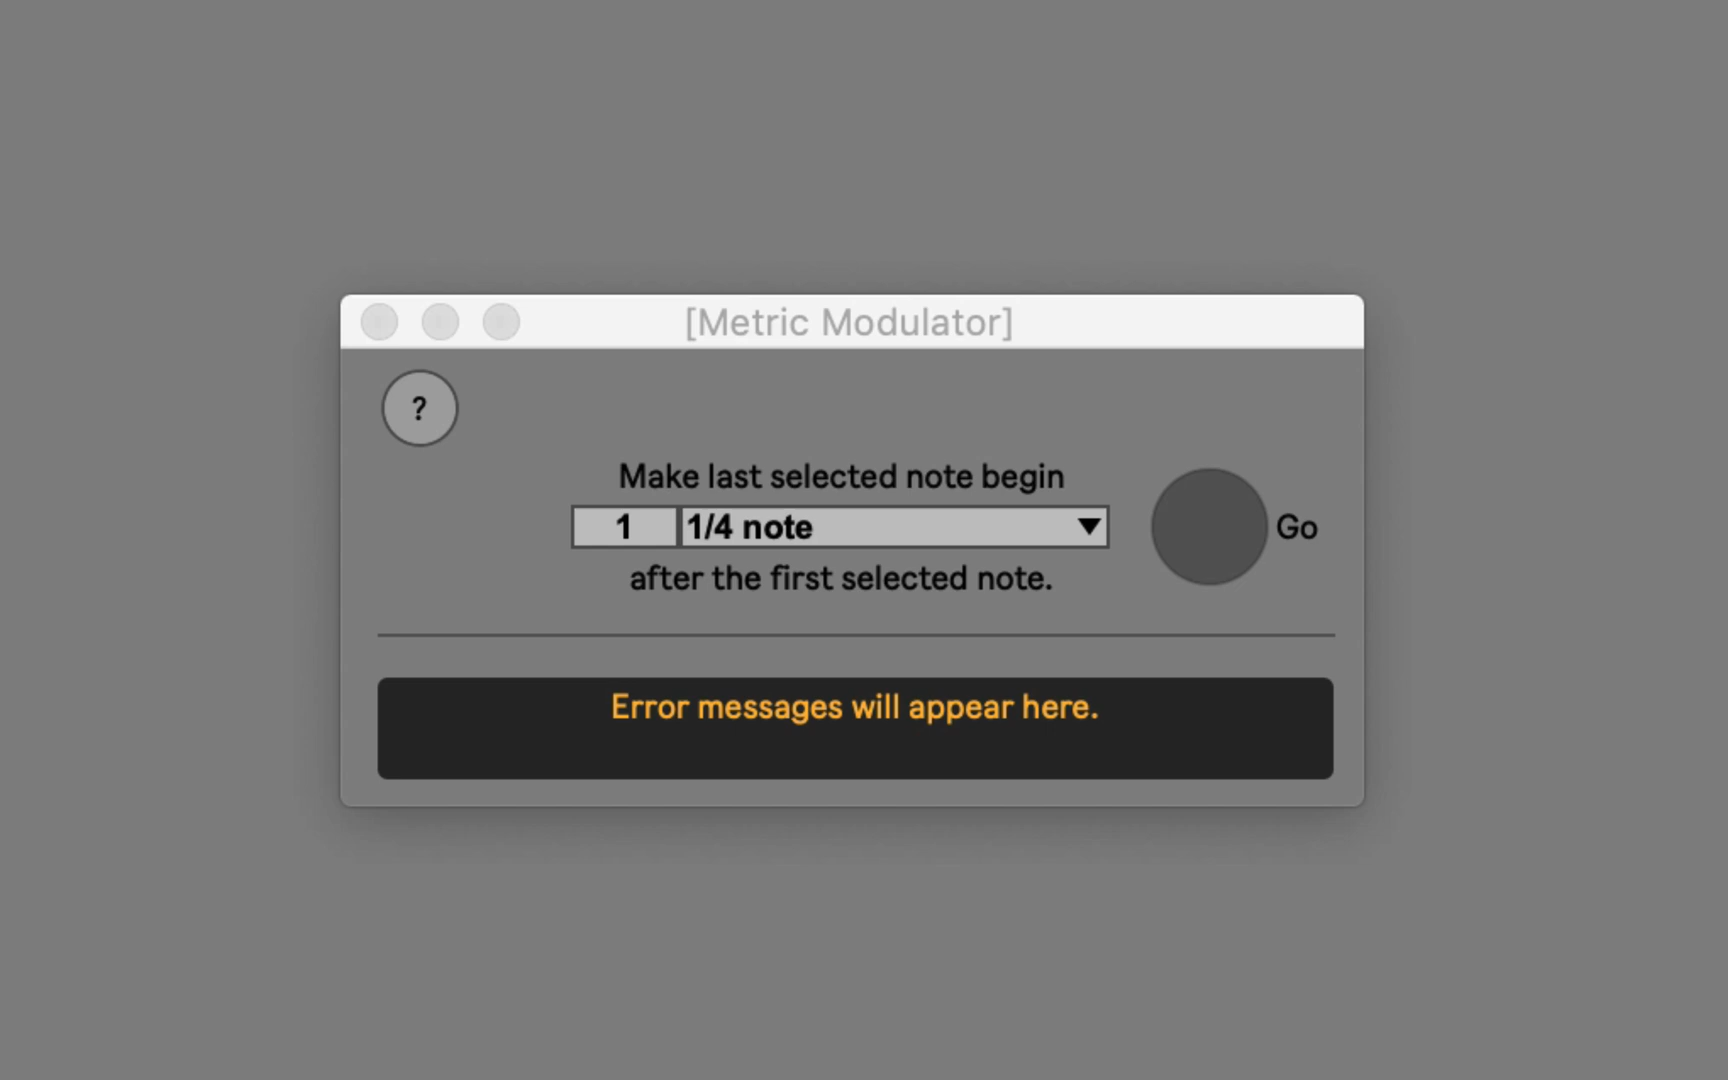 [Metric Modulator]
?
Make last selected note begin
1 1/4 note
Go
after the first selected note.
Error messages will appear here.